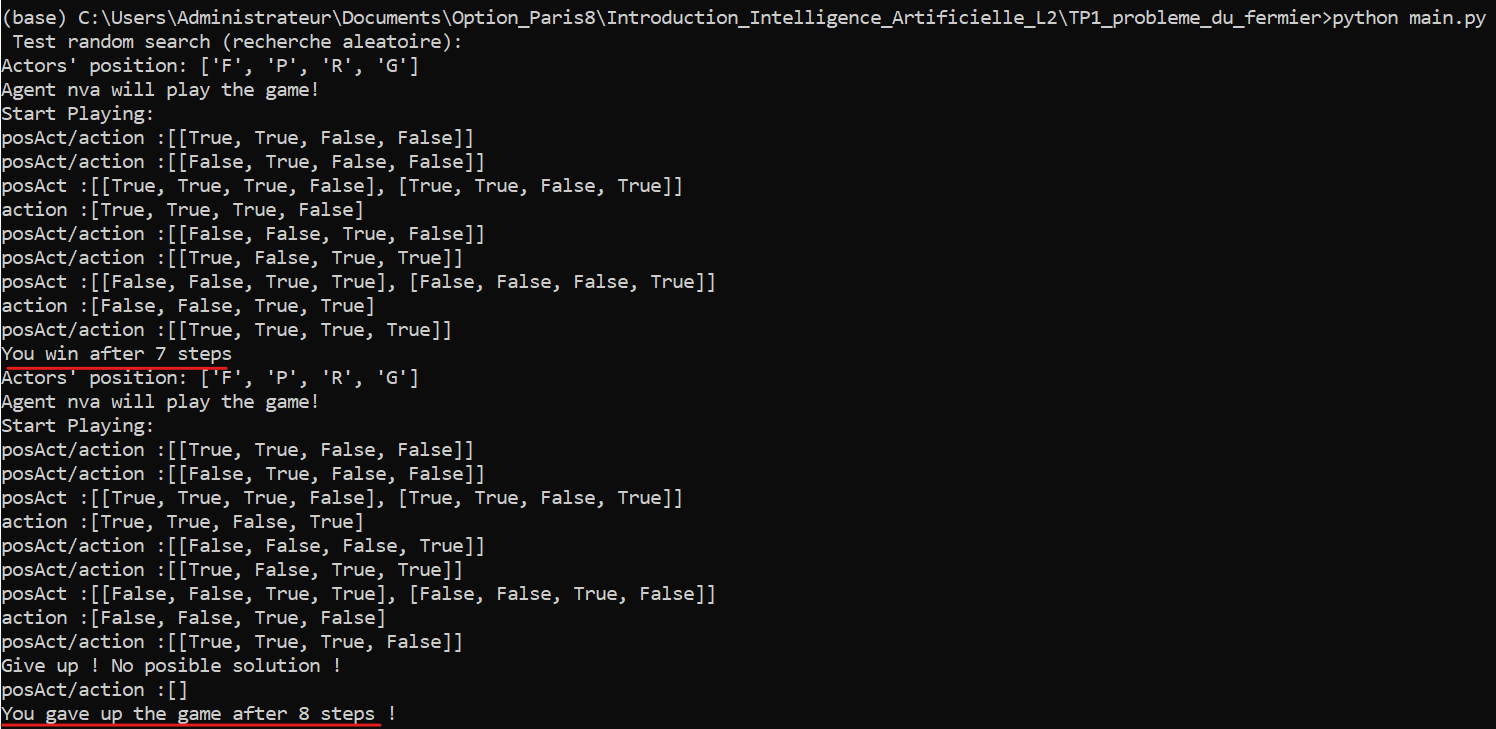 (base) C:\Users\Administrateur\Documents\Option_Paris8\Introduction_Intelligence_Artificielle_L2\TP1_probleme_du_fermier>python main.py
Test random search (recherche aleatoire):
Actors' position: ['F', 'P', 'R', 'G']
Agent nva will play the game!
Start Playing:
posAct/action :[[True, True, False, False]]
posAct/action :[[False, True, False, False]]
posAct :[[True, True, True, False], [True, True, False, True]]
action :[True, True, True, False]
posAct/action :[[False, False, True, False]]
posAct/action :[[True, False, True, True]]
posAct :[[False, False, True, True], [False, False, False, True]]
action :[False, False, True, True]
posAct/action :[[True, True, True, True]]
You win after 7 steps
Actors' position: ['F', 'P', 'R', 'G']
Agent nva will play the game!
Start Playing:
posAct/action :[[True, True, False, False]]
posAct/action :[[False, True, False, False]]
posAct :[[True, True, True, False], [True, True, False, True]]
action :[True, True, False, True]
posAct/action :[[False, False, False, True]]
posAct/action :[[True, False, True, True]]
posAct :[[False, False, True, True], [False, False, True, False]]
action :[False, False, True, False]
posAct/action :[[True, True, True, False]]
Give up ! No posible solution !
posAct/action :[]
You gave up the game after 8 steps !